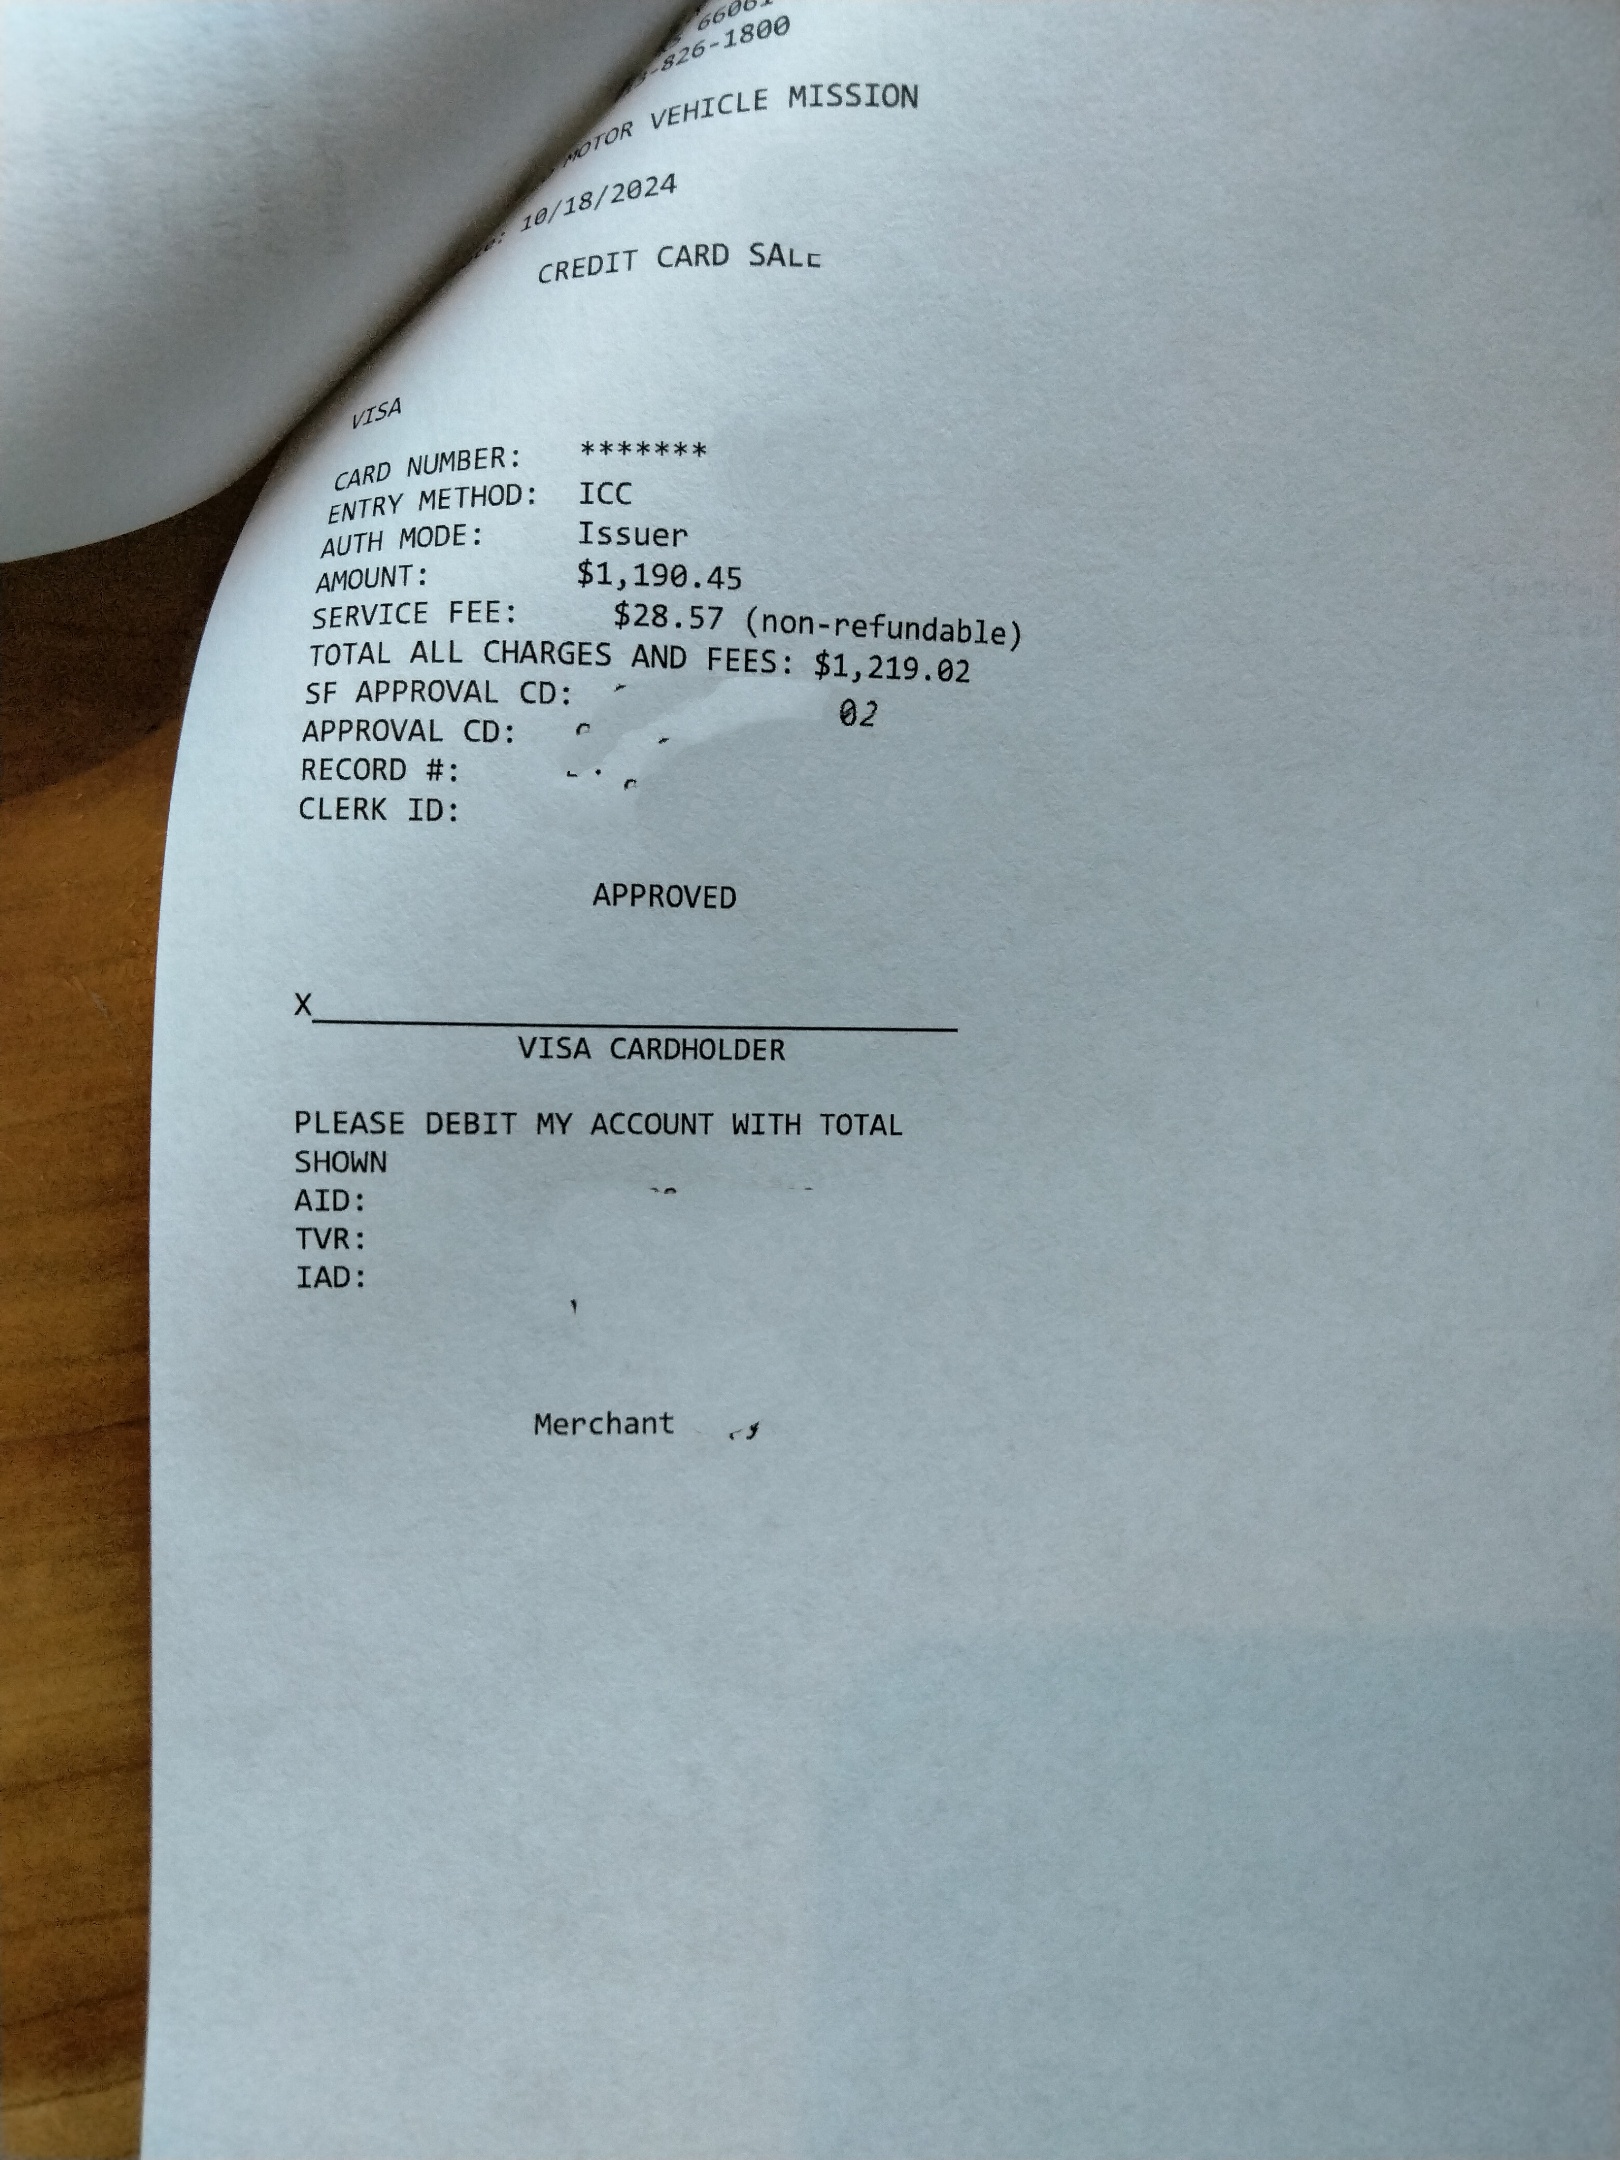 66061
-826-1800
MOTOR VEHICLE MISSION
10/18/2024
CREDIT CARD SALE
VISA
CARD NUMBER: *******
ENTRY METHOD: ICC
AUTH MODE: Issuer
AMOUNT: $1,190.45
SERVICE FEE: $28.57 (non-refundable)
TOTAL ALL CHARGES AND FEES: $1,219.02
SF APPROVAL CD:
02
APPROVAL CD:
RECORD #:
CLERK ID:
APPROVED
X
VISA CARDHOLDER
PLEASE DEBIT MY ACCOUNT WITH TOTAL
SHOWN
AID:
TVR:
IAD:
Merchant